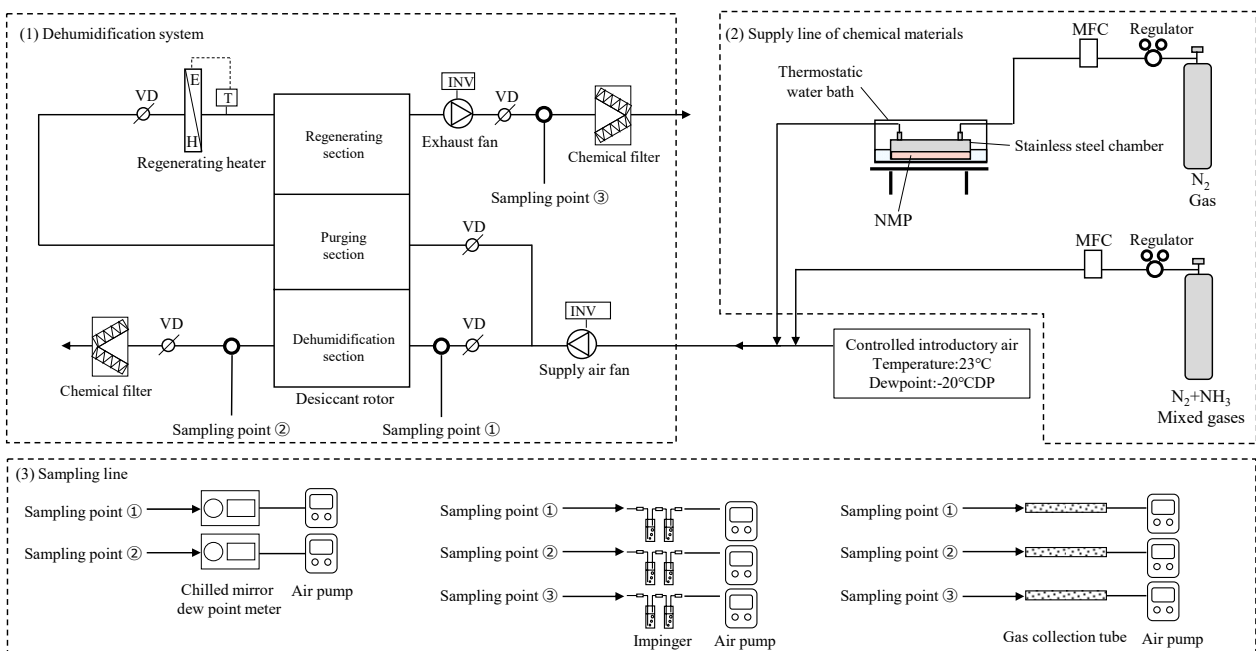 (1) Dehumidification system
VD
E
H
T
Regenerating heater
Regenerating
section
Purging
section
Dehumidification
section
Desiccant rotor
INV
Exhaust fan
VD
Sampling point ③
Chemical filter
VD
Chemical filter
VD
Sampling point ②
VD
Sampling point ①
INV
Supply air fan
(2) Supply line of chemical materials
Thermostatic
water bath
MFC
Regulator
Stainless steel chamber
NMP
N2
Gas
MFC
Regulator
N2+NH3
Mixed gases
Controlled introductory air
Temperature:23℃
Dewpoint:-20℃DP
(3) Sampling line
Sampling point ①
Sampling point ②
Chilled mirror
dew point meter
Air pump
Sampling point ①
Sampling point ②
Sampling point ③
Impinger
Air pump
Sampling point ①
Sampling point ②
Sampling point ③
Gas collection tube
Air pump